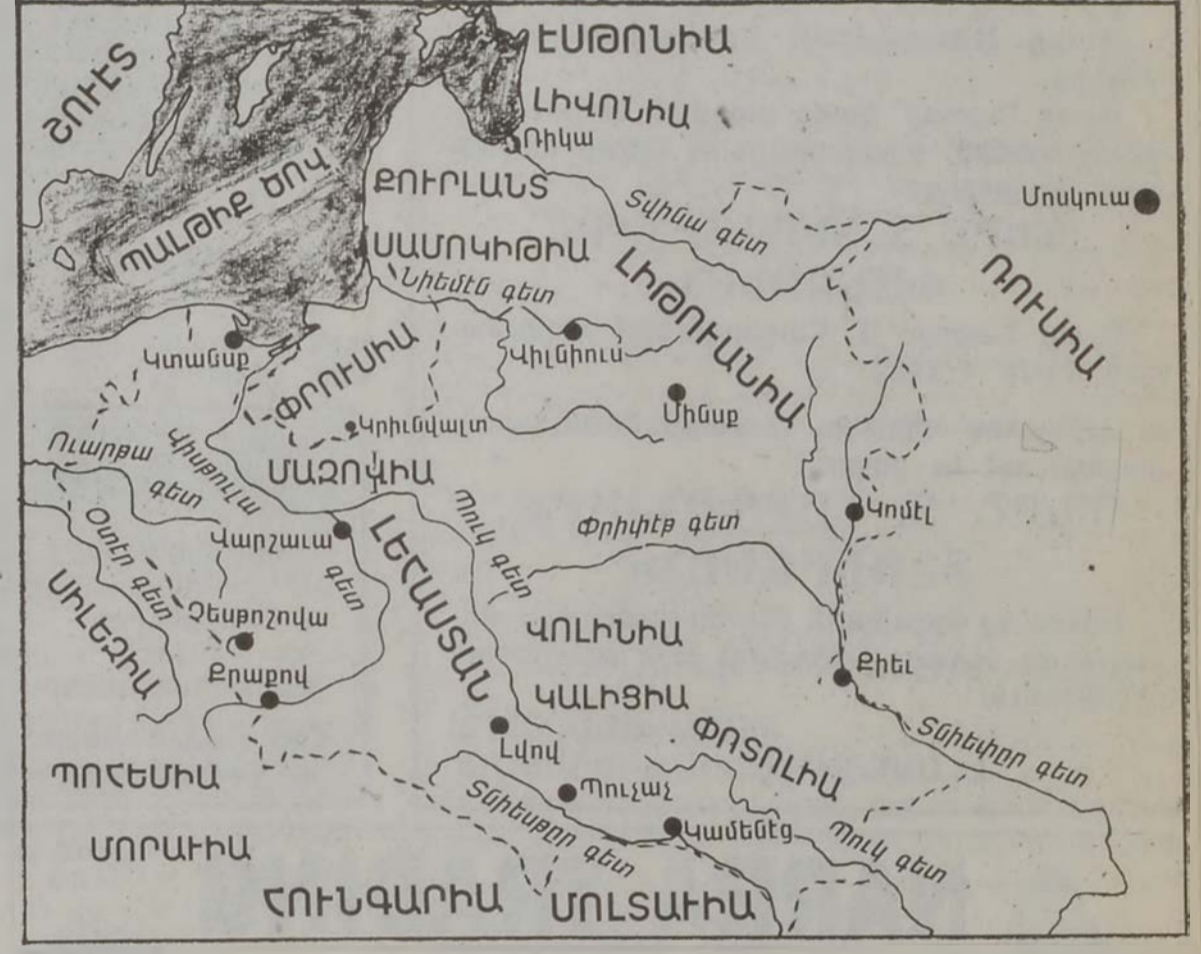 ՇՈՒԷՏ
ԷՍԹՈՆԻԱ
ԼԻՎՈՆԻԱ
Ռիկա
ՊԱԼԹԻՔ ԾՈՎ
ՔՈՒՐԼԱՆՏ
Տվինա գետ
Մոսկուա
ՍԱՄՈԿԻԹԻԱ
Նիեմէն գետ
ԼԻԹՈՒԱՆԻԱ
ՌՈՒՍԻԱ
Կտանսք
ՓՐՈՒՍԻԱ
Վիլնիուս
Մինսք
Կրիւնվալտ
Ուարթա գետ
Վիսթուլա գետ
ՄԱԶՈՎԻԱ
Պուկ գետ
Կոմէլ
Օտէր գետ
Վարշաւա
ԼԵՀԱՍՏԱՆ
Փրիփէթ գետ
ՍԻԼԵԶԻԱ
Չեսթոշովա
ՎՈԼԻՆԻԱ
Քրաքով
ԿԱԼԻՑԻԱ
Քիեւ
Լվով
ՓՈՏՈԼԻԱ
Տնիեփըր գետ
ՊՈՀԵՄԻԱ
Տնիեսթըր գետ
Պուչաչ
Կամենէց
Պուկ գետ
ՄՈՐԱՒԻԱ
ՀՈՒՆԳԱՐԻԱ
ՄՈԼՏԱՒԻԱ